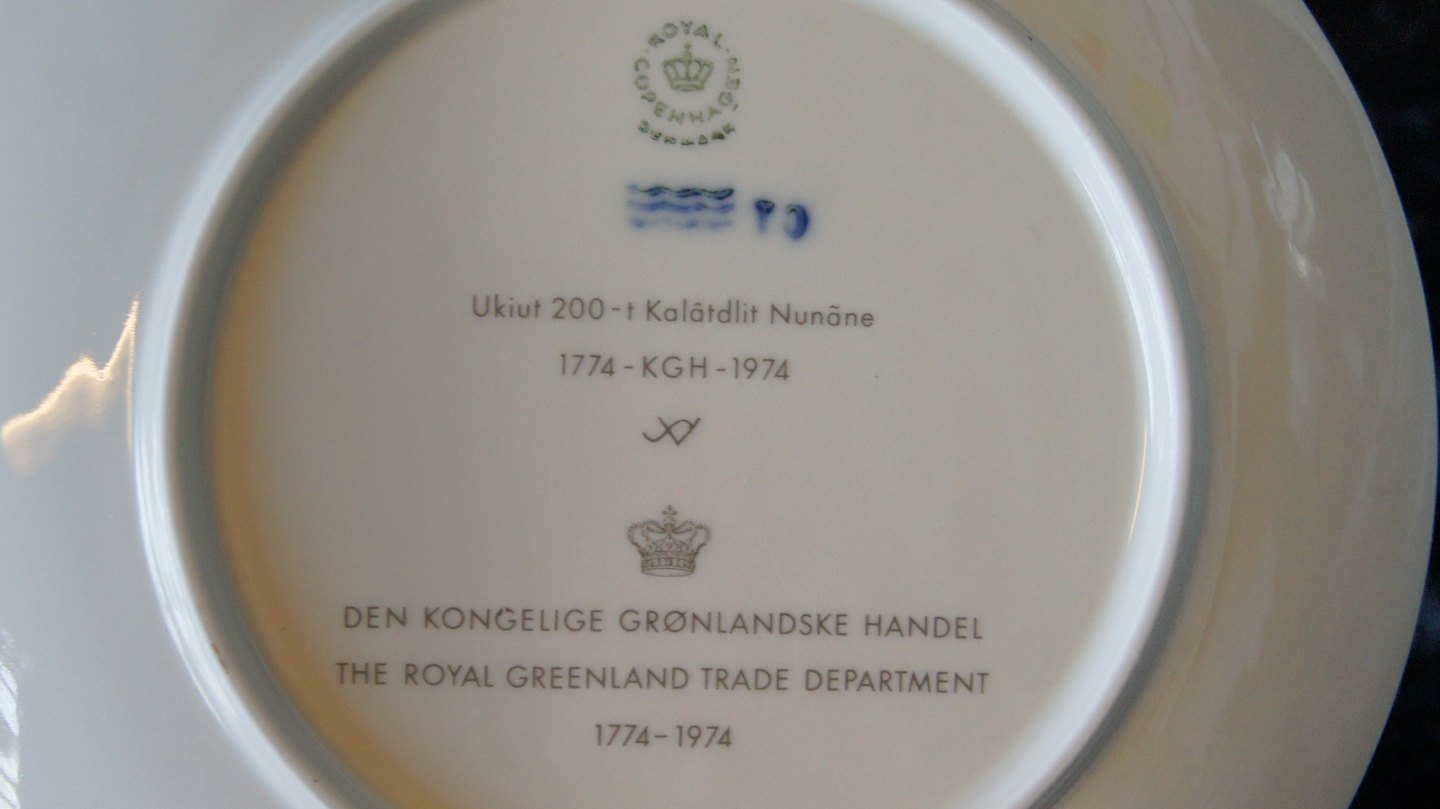 ROYAL COPENHAGEN
DENMARK
Ukiut 200-t Kalâtdlit Nunãne
1774 - KGH - 1974
DEN KONGELIGE GRØNLANDSKE HANDEL
THE ROYAL GREENLAND TRADE DEPARTMENT
1774 - 1974